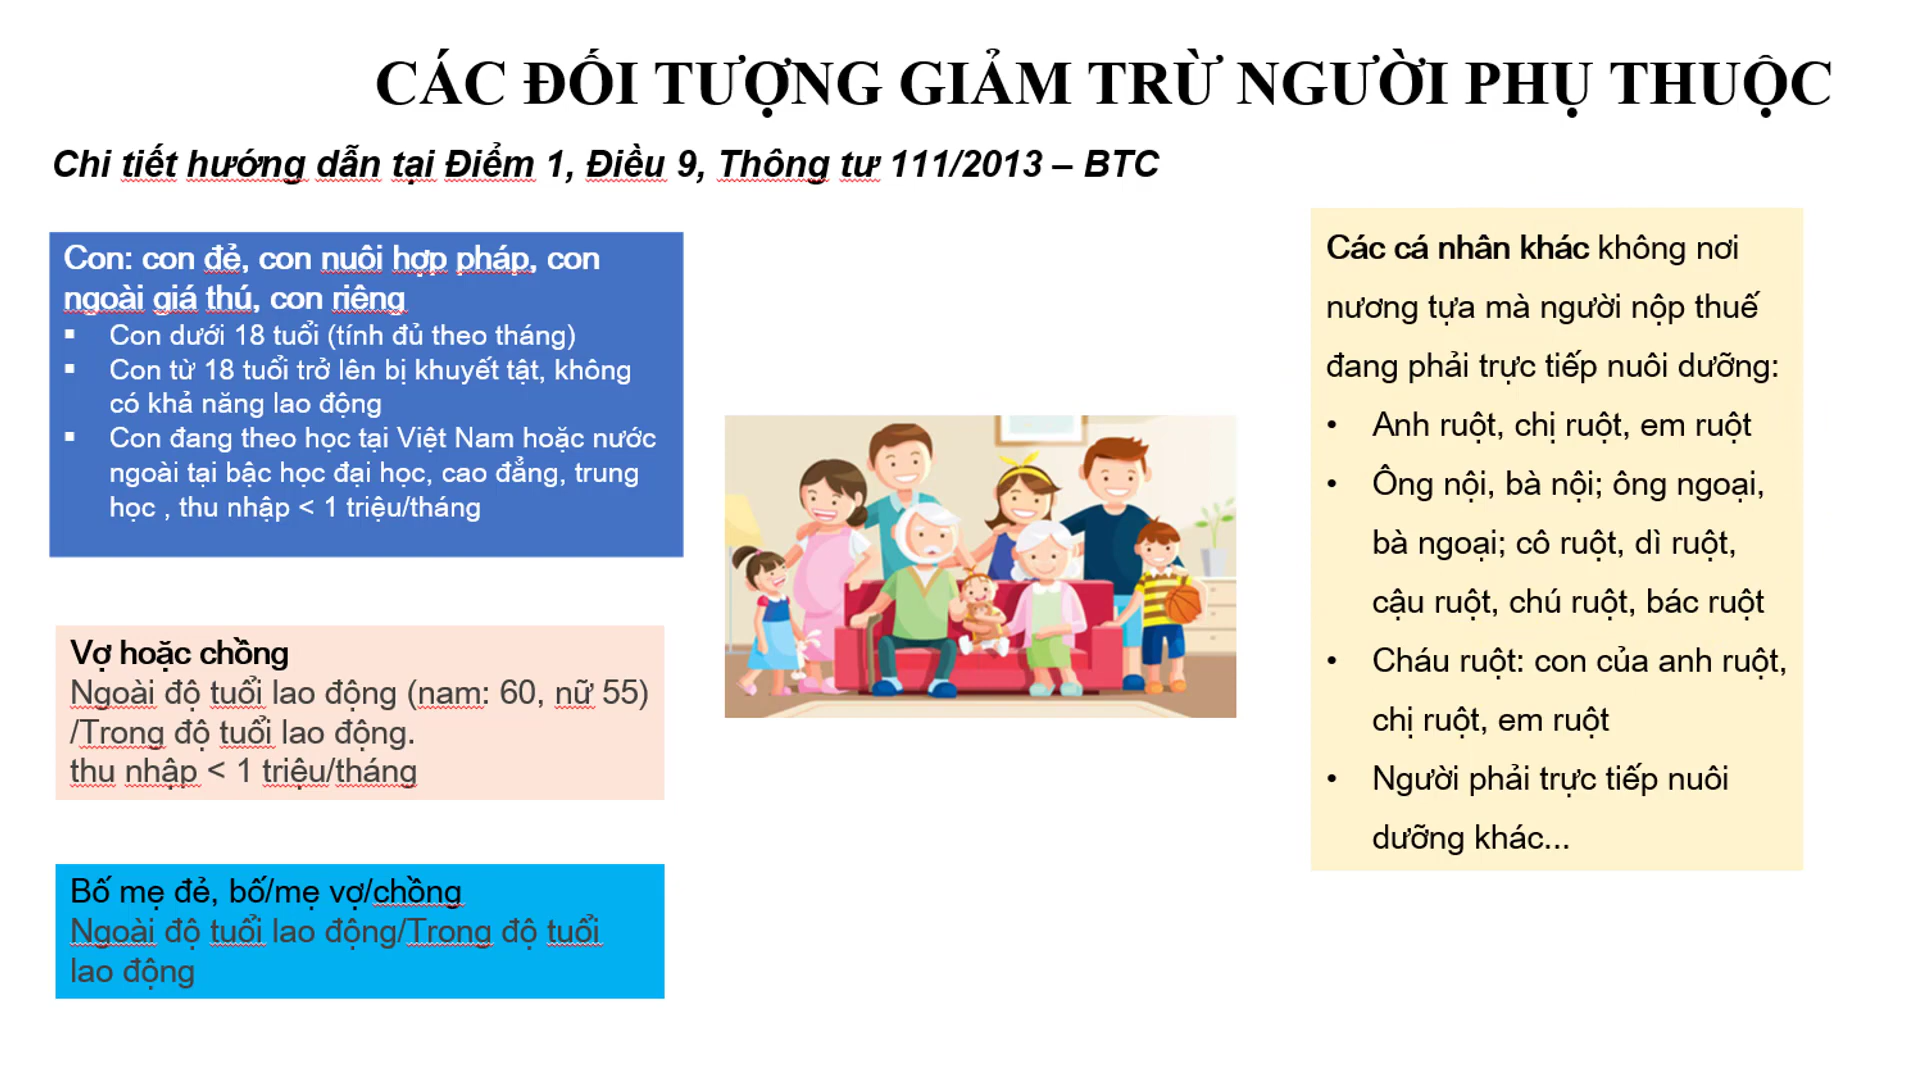 CÁC ĐỐI TƯỢNG GIẢM TRỪ NGƯỜI PHỤ THUỘC
Chi tiết hướng dẫn tại Điểm 1, Điều 9, Thông tư 111/2013 – BTC
Con: con đẻ, con nuôi hợp pháp, con
ngoài giá thú, con riêng
▪ Con dưới 18 tuổi (tính đủ theo tháng)
▪ Con từ 18 tuổi trở lên bị khuyết tật, không
có khả năng lao động
▪ Con đang theo học tại Việt Nam hoặc nước
ngoài tại bậc học đại học, cao đẳng, trung
học , thu nhập < 1 triệu/tháng
Vợ hoặc chồng
Ngoài độ tuổi lao động (nam: 60, nữ 55)
/Trong độ tuổi lao động.
thu nhập < 1 triệu/tháng
Bố mẹ đẻ, bố/mẹ vợ/chồng
Ngoài độ tuổi lao động/Trong độ tuổi
lao động
Các cá nhân khác không nơi
nương tựa mà người nộp thuế
đang phải trực tiếp nuôi dưỡng:
• Anh ruột, chị ruột, em ruột
• Ông nội, bà nội; ông ngoại,
bà ngoại; cô ruột, dì ruột,
cậu ruột, chú ruột, bác ruột
• Cháu ruột: con của anh ruột,
chị ruột, em ruột
• Người phải trực tiếp nuôi
dưỡng khác...